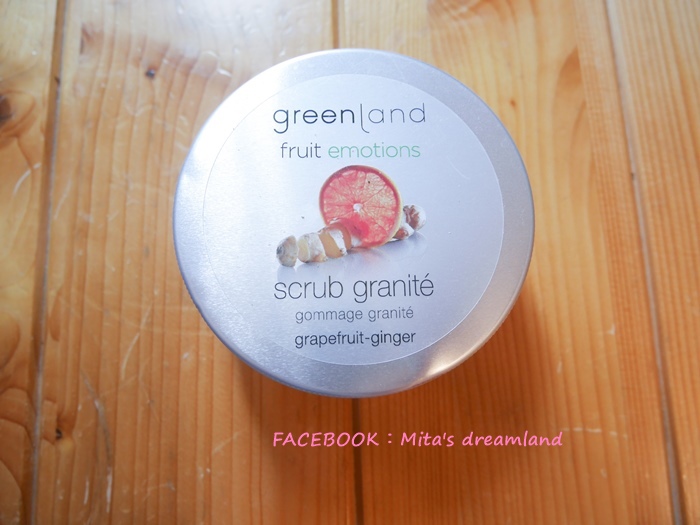 greenland
fruit emotions
scrub granité
gommage granité
grapefruit-ginger
FACEBOOK：Mita's dreamland